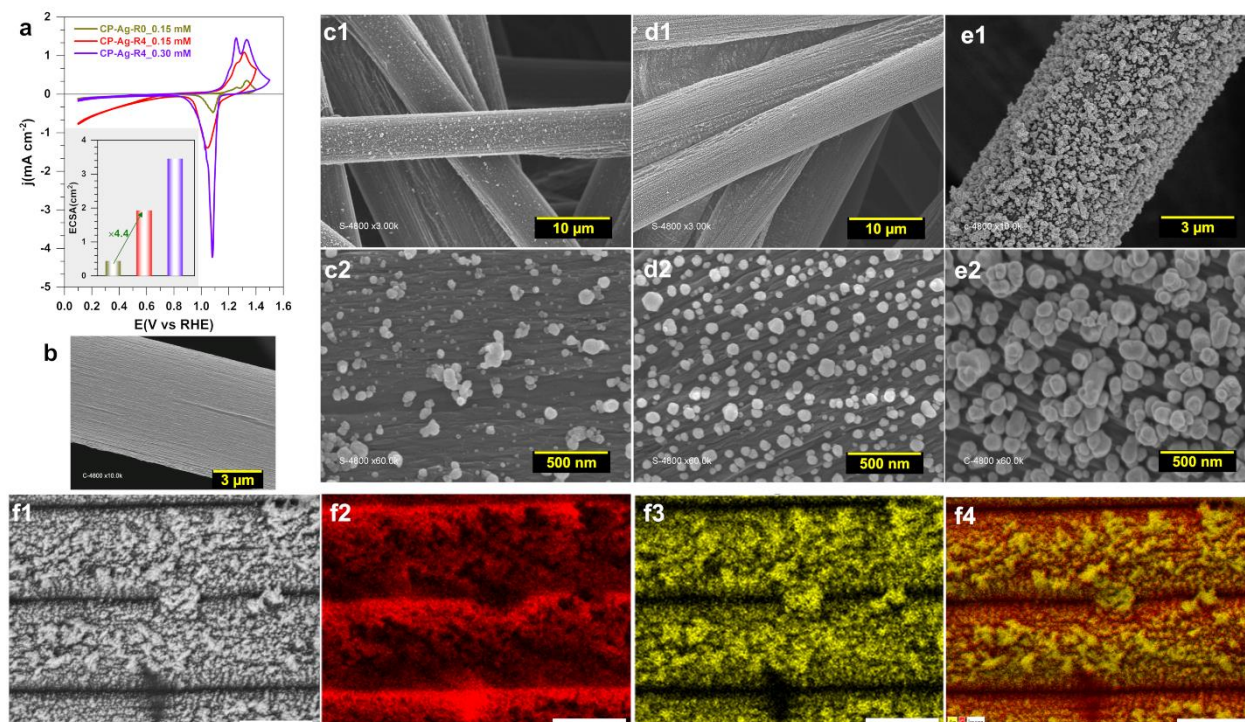 a
CP-Ag-R0_0.15 mM
CP-Ag-R4_0.15 mM
CP-Ag-R4_0.30 mM
2
1
0
-1
-2
-3
-4
-5
j(mA cm-2)
4
3
2
1
0
ECSA(cm2)
×4.4
0.0 0.2 0.4 0.6 0.8 1.0 1.2 1.4 1.6
E(V vs RHE)
b
C-4800 x10.0k
3 µm
c1
S-4800 x3.00k
10 µm
d1
S-4800 x3.00k
10 µm
e1
c-4800 x10.0k
3 µm
c2
S-4800 x60.0k
500 nm
d2
S-4800 x60.0k
500 nm
e2
C-4800 x60.0k
500 nm
f1
f2
f3
f4